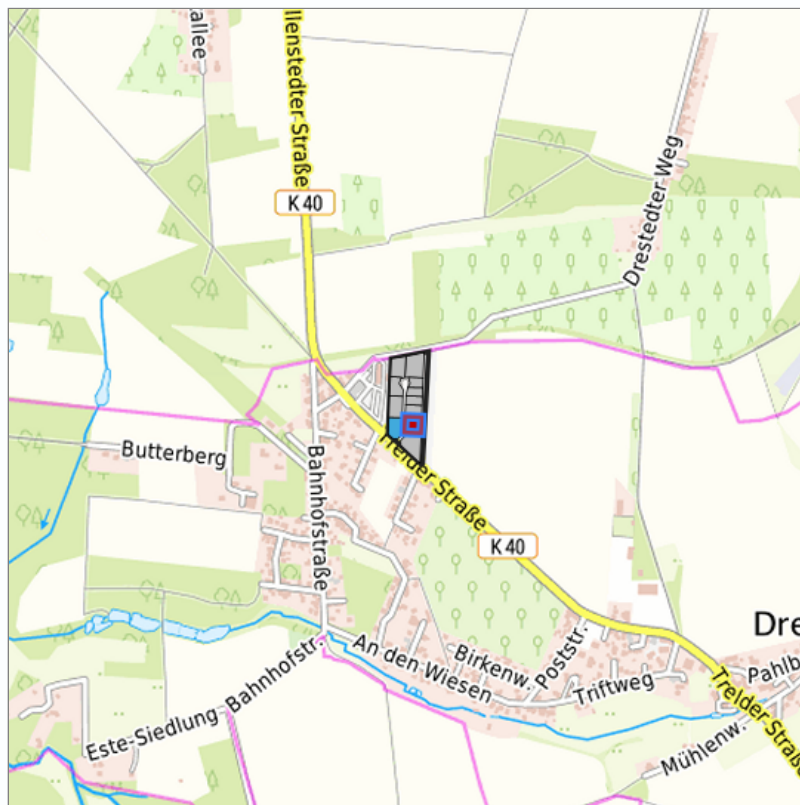 allee
llenstedter-Straße
K 40
Drestedter-Weg
Butterberg
Bahnhofstraße
Trelder Straße
K 40
Dre
An den Wiesen
Birkenw.
Poststr.
Triftweg
Pahlb
Este-Siedlung-Bahnhofstr.
Trelder-Straße
Mühlenw.